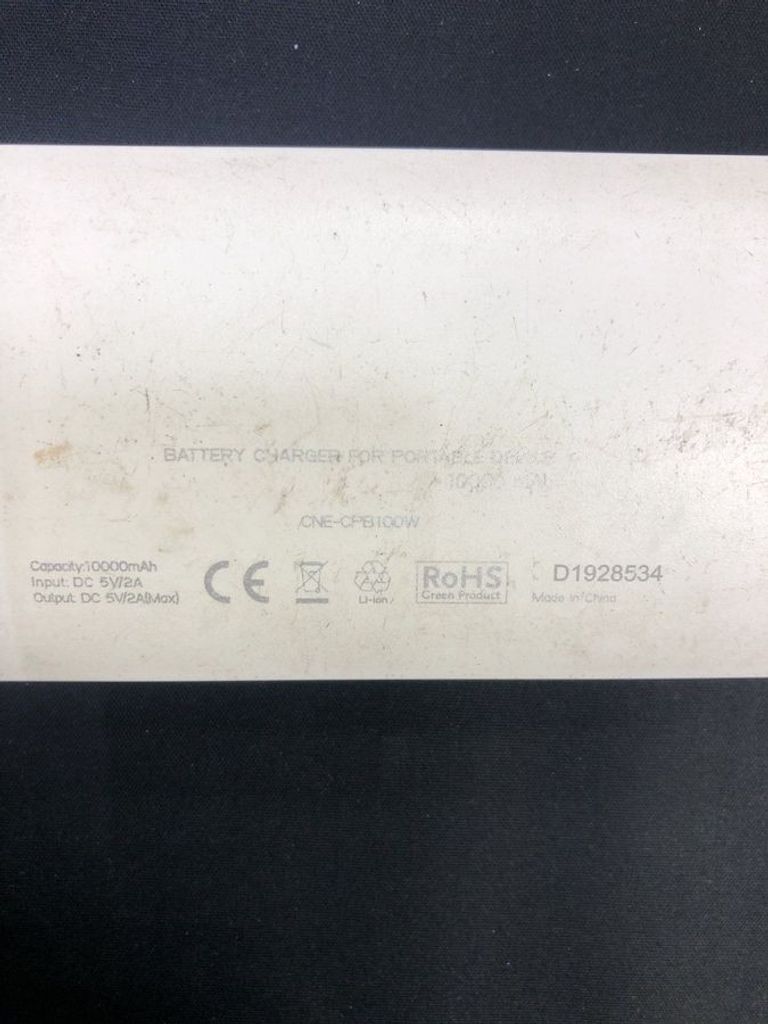 BATTERY CHARGER FOR PORTABLE
CNE-CPB100W
Capacity:10000mAh
Input: DC 5V/2A
Output: DC 5V/2A(Max)
CE
Li-ion
RoHS
Green Product
D1928534
Made in China